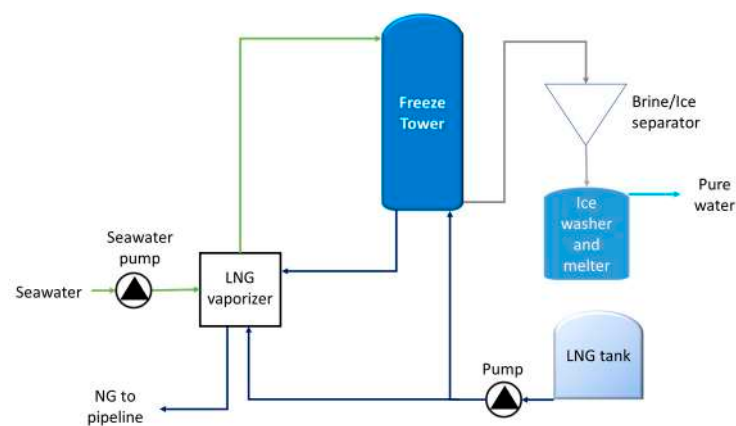 Freeze
Tower
Brine/Ice
separator
Pure
water
Ice
washer
and
melter
Seawater
pump
Seawater
LNG
vaporizer
LNG tank
Pump
NG to
pipeline